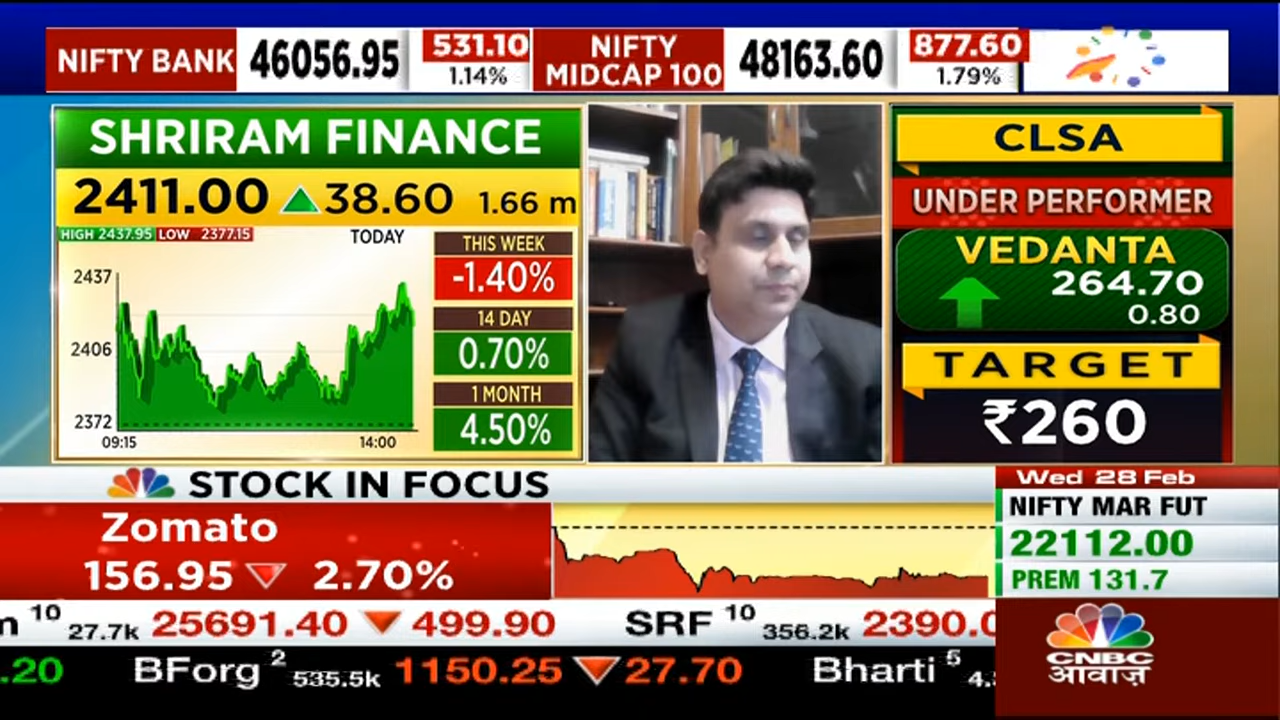 NIFTY BANK 46056.95 531.10 1.14% NIFTY MIDCAP 100 48163.60 877.60 1.79%
SHRIRAM FINANCE
2411.00 ▲ 38.60 1.66 m
HIGH 2437.95 LOW 2377.15 TODAY
2437
2406
2372
09:15 14:00
THIS WEEK
-1.40%
14 DAY
0.70%
1 MONTH
4.50%
CLSA
UNDER PERFORMER
VEDANTA
264.70
0.80
TARGET
₹260
STOCK IN FOCUS
Zomato
156.95 ▼ 2.70%
Wed 28 Feb
NIFTY MAR FUT
22112.00
PREM 131.7
m 10 27.7k 25691.40 ▼ 499.90 SRF 10 356.2k 2390.0
.20 BForg 2 535.5k 1150.25 ▼ 27.70 Bharti 5 4.
CNBC
आवाज़